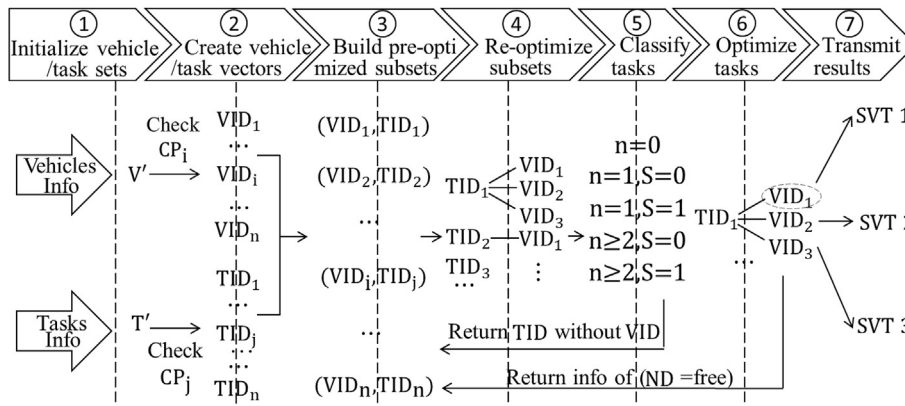 1
Initialize vehicle
/task sets
2
Create vehicle
/task vectors
3
Build pre-opti
mized subsets
4
Re-optimize
subsets
5
Classify
tasks
6
Optimize
tasks
7
Transmit
results
Vehicles
Info
V′
Check
CPi
VID1
...
VIDi
...
VIDn
TID1
...
TIDj
...
...
TIDn
Tasks
Info
T′
Check
CPj
(VID1,TID1)
(VID2,TID2)
...
(VIDi,TIDj)
...
(VIDn,TIDn)
TID1
VID1
VID2
VID3
TID2
VID1
TID3
...
⋮
n=0
n=1,S=0
n=1,S=1
n≥2,S=0
n≥2,S=1
TID1
VID1
VID2
VID3
...
SVT 1
SVT 2
SVT 3
Return TID without VID
Return info of (ND =free)